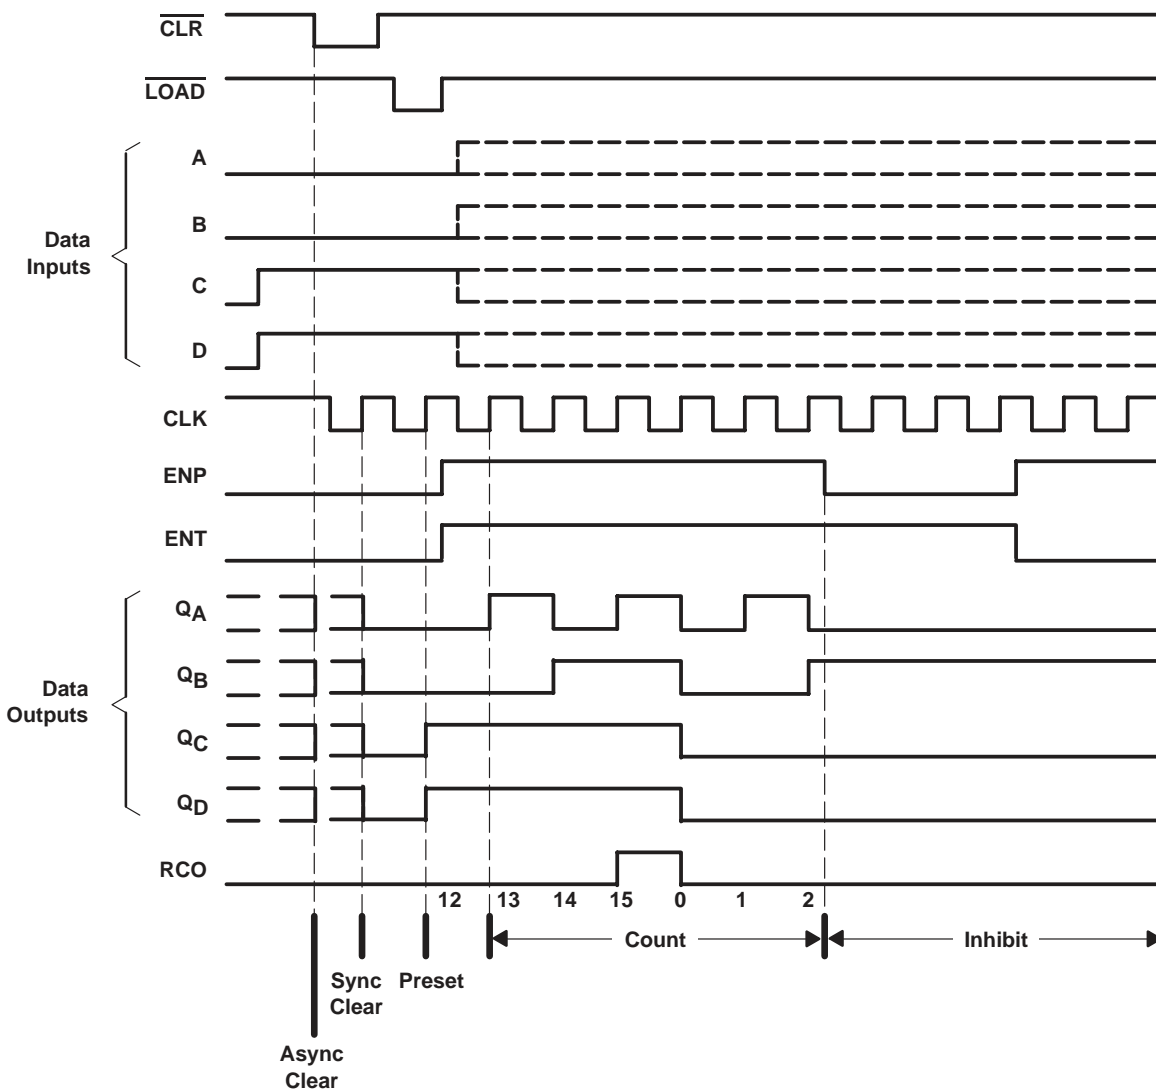 CLR
LOAD
A
B
Data
Inputs
C
D
CLK
ENP
ENT
QA
QB
Data
Outputs
QC
QD
RCO
12 13 14 15 0 1 2
Count Inhibit
Sync
Clear
Preset
Async
Clear